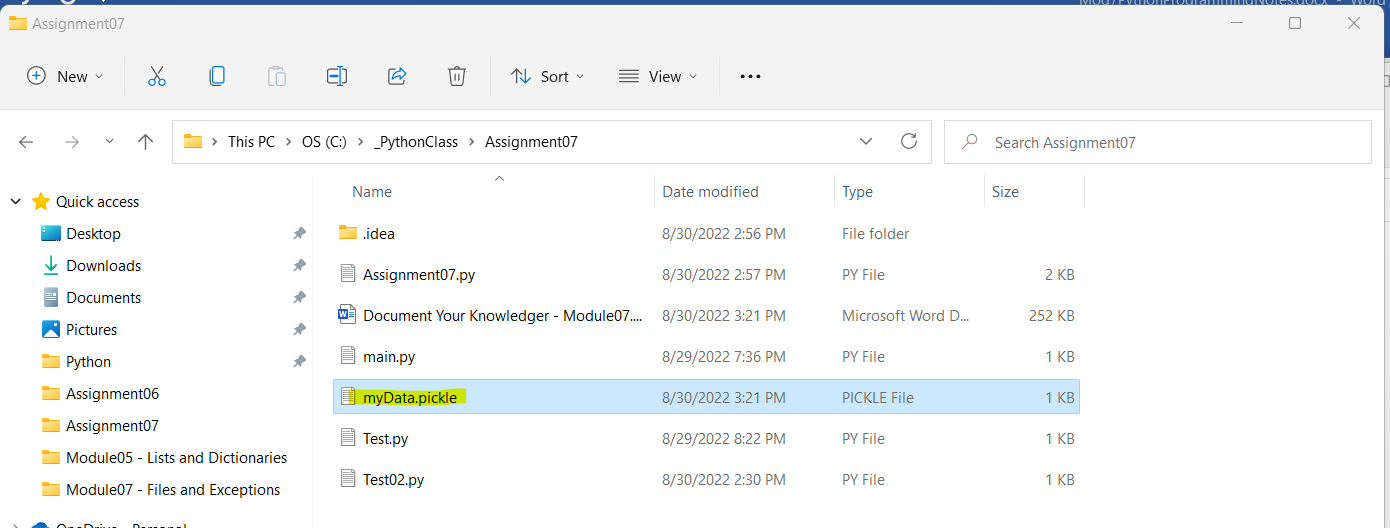 Mod7PythonProgrammingNotes.docx - Word
Assignment07
New
Sort
View
This PC > OS (C:) > _PythonClass > Assignment07
Search Assignment07
Name Date modified Type Size
Quick access
Desktop
Downloads
Documents
Pictures
Python
Assignment06
Assignment07
Module05 - Lists and Dictionaries
Module07 - Files and Exceptions
OneDrive - Personal
.idea 8/30/2022 2:56 PM File folder
Assignment07.py 8/30/2022 2:57 PM PY File 2 KB
Document Your Knowledger - Module07.... 8/30/2022 3:21 PM Microsoft Word D... 252 KB
main.py 8/29/2022 7:36 PM PY File 1 KB
myData.pickle 8/30/2022 3:21 PM PICKLE File 1 KB
Test.py 8/29/2022 8:22 PM PY File 1 KB
Test02.py 8/30/2022 2:30 PM PY File 1 KB